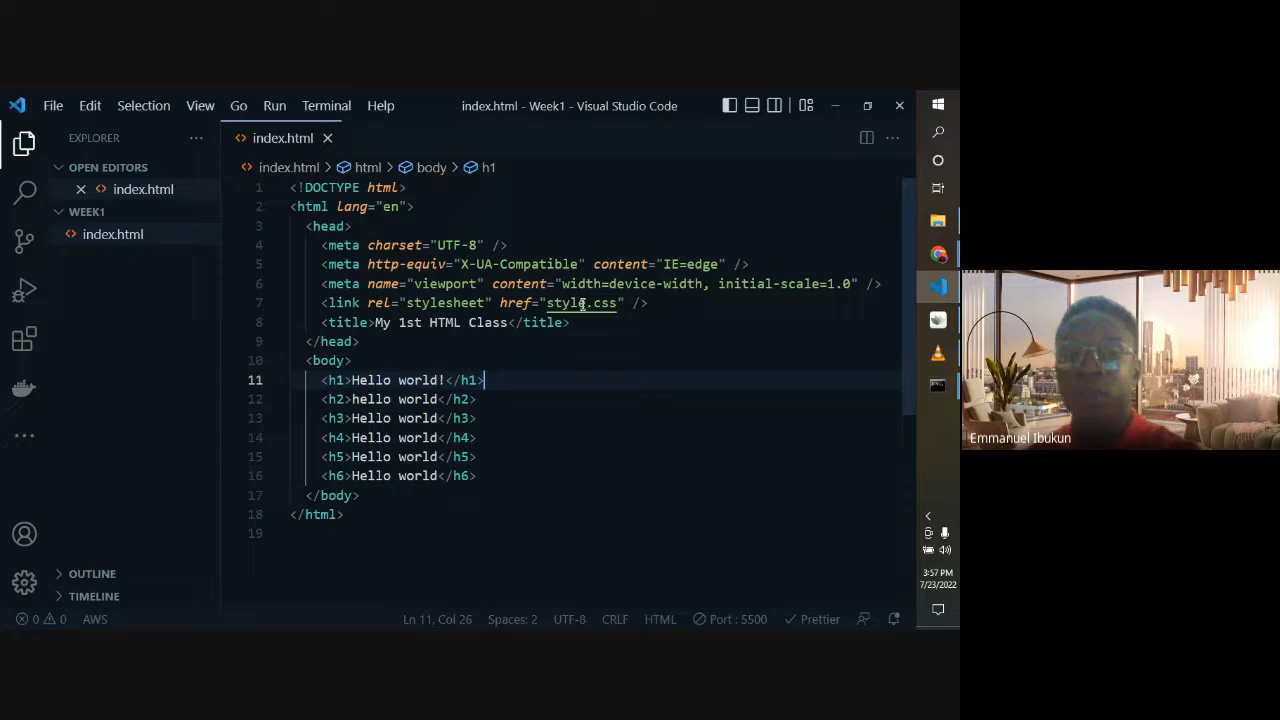 File Edit Selection View Go Run Terminal Help index.html - Week1 - Visual Studio Code
EXPLORER
index.html
OPEN EDITORS
index.html
WEEK1
index.html
index.html > html > body > h1
1 <!DOCTYPE html>
2 <html lang="en">
3 <head>
4 <meta charset="UTF-8" />
5 <meta http-equiv="X-UA-Compatible" content="IE=edge" />
6 <meta name="viewport" content="width=device-width, initial-scale=1.0" />
7 <link rel="stylesheet" href="style.css" />
8 <title>My 1st HTML Class</title>
9 </head>
10 <body>
11 <h1>Hello world!</h1>
12 <h2>hello world</h2>
13 <h3>Hello world</h3>
14 <h4>Hello world</h4>
15 <h5>Hello world</h5>
16 <h6>Hello world</h6>
17 </body>
18 </html>
19
OUTLINE
TIMELINE
0 0 AWS Ln 11, Col 26 Spaces: 2 UTF-8 CRLF HTML Port : 5500 Prettier
3:57 PM
7/23/2022
Emmanuel Ibukun